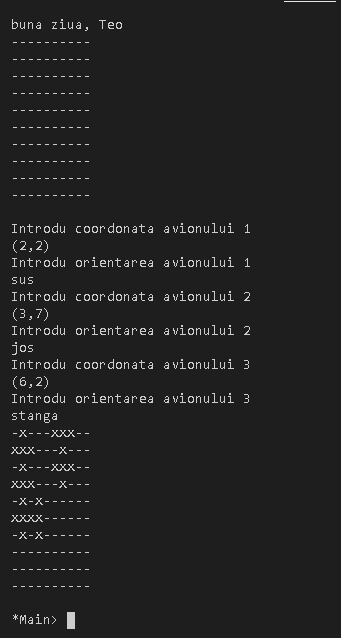 buna ziua, Teo
----------
----------
----------
----------
----------
----------
----------
----------
----------
----------
Introdu coordonata avionului 1
(2,2)
Introdu orientarea avionului 1
sus
Introdu coordonata avionului 2
(3,7)
Introdu orientarea avionului 2
jos
Introdu coordonata avionului 3
(6,2)
Introdu orientarea avionului 3
stanga
-x---xxx--
xxx---x---
-x---xxx--
xxx---x---
-x-x------
xxxx------
-x-x------
----------
----------
----------
*Main>